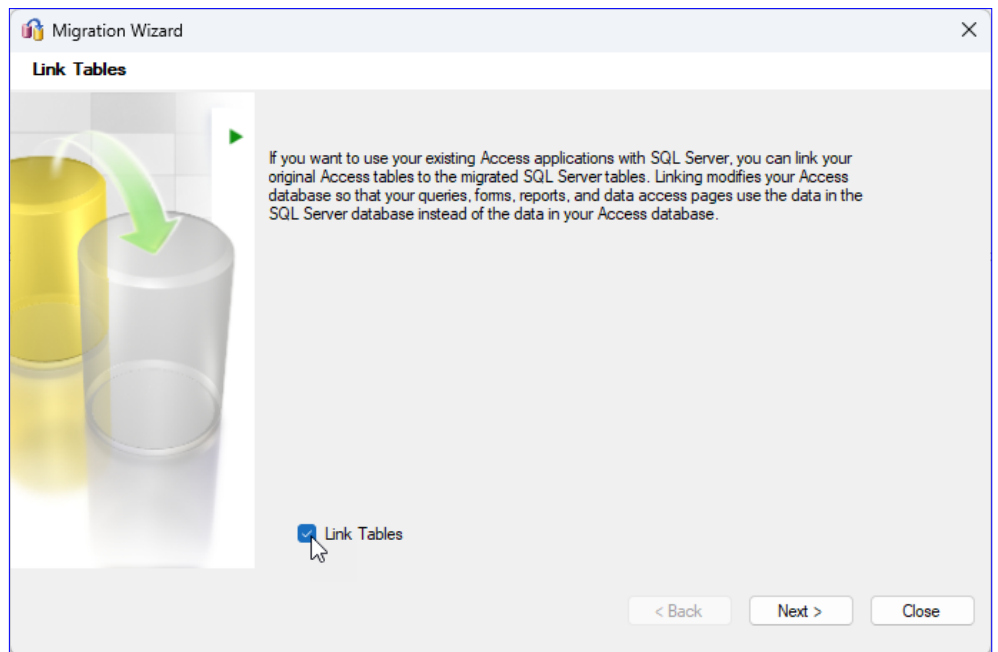 Migration Wizard
Link Tables
If you want to use your existing Access applications with SQL Server, you can link your
original Access tables to the migrated SQL Server tables. Linking modifies your Access
database so that your queries, forms, reports, and data access pages use the data in the
SQL Server database instead of the data in your Access database.
Link Tables
< Back Next > Close